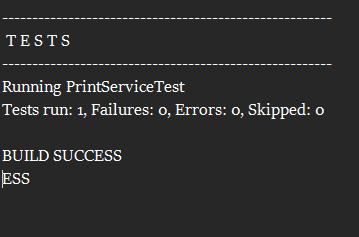 -------------------------------------------------------
T E S T S
-------------------------------------------------------
Running PrintServiceTest
Tests run: 1, Failures: 0, Errors: 0, Skipped: 0
BUILD SUCCESS
ESS